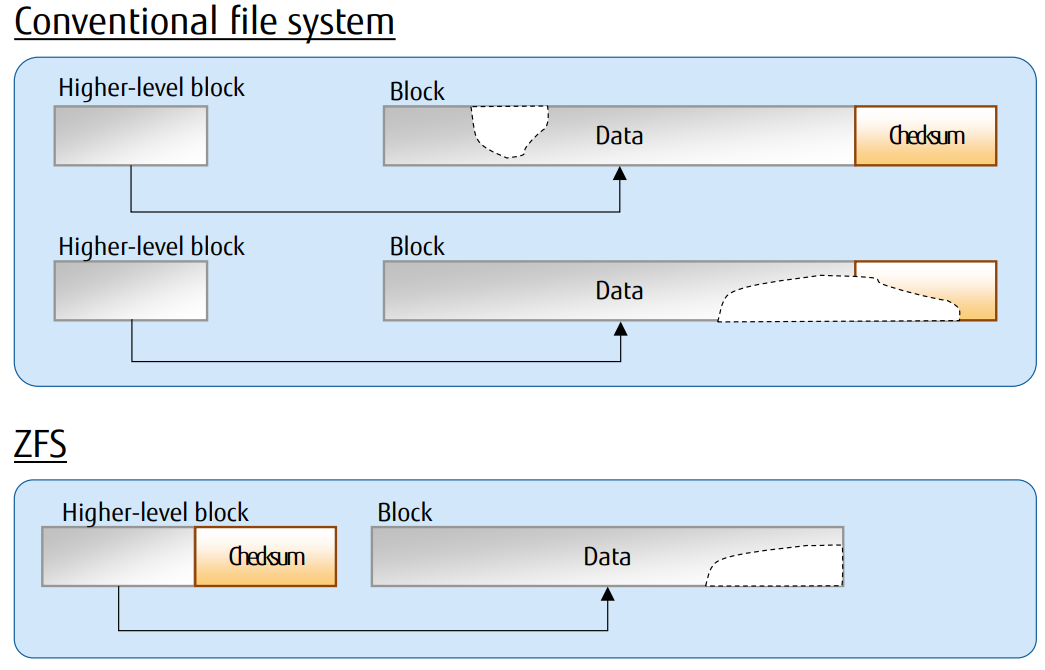 Conventional file system
Higher-level block
Block
Data
Checksum
Higher-level block
Block
Data
ZFS
Higher-level block
Block
Checksum
Data